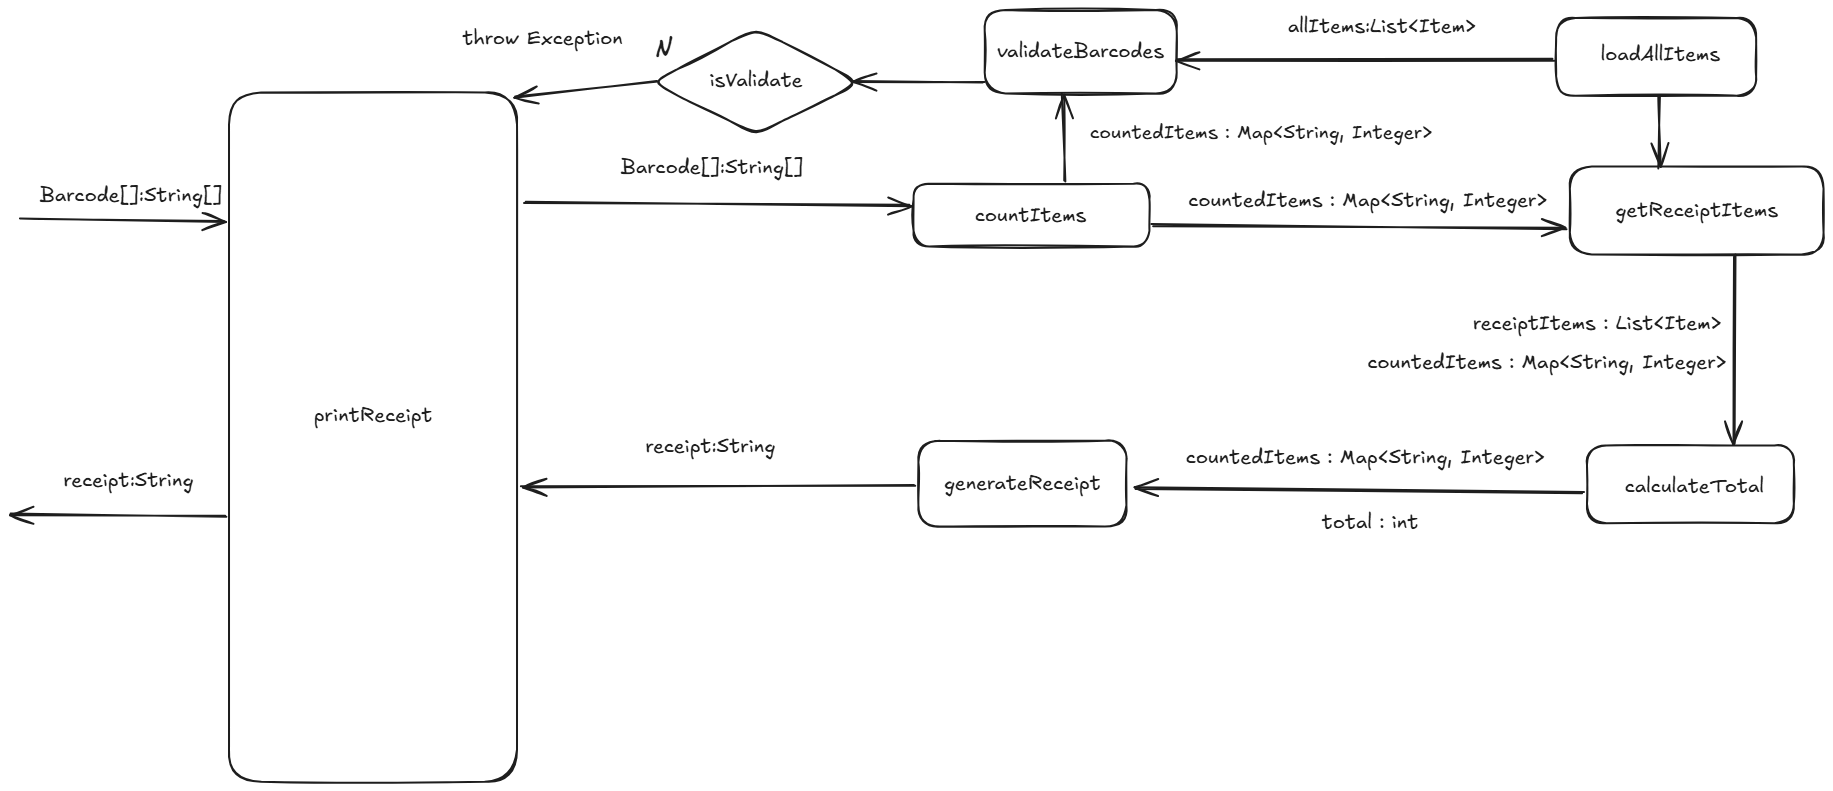 allItems:List<Item>
throw Exception
N
validateBarcodes
loadAllItems
isValidate
countedItems : Map<String, Integer>
Barcode[]:String[]
Barcode[]:String[]
countedItems : Map<String, Integer>
countItems
getReceiptItems
receiptItems : List<Item>
countedItems : Map<String, Integer>
printReceipt
receipt:String
countedItems : Map<String, Integer>
receipt:String
generateReceipt
calculateTotal
total : int